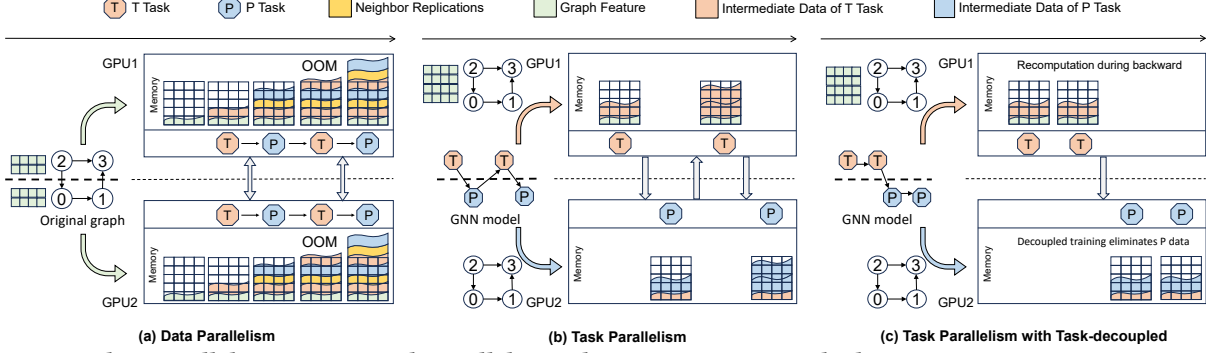 T T Task P P Task Neighbor Replications Graph Feature Intermediate Data of T Task Intermediate Data of P Task
GPU1 OOM
Memory
T P T P
2 3
0 1
Original graph
T P T P
OOM
Memory
GPU2
(a) Data Parallelism
2 3
0 1
GPU1
Memory
T T
T T
P P
GNN model
P P
2 3
0 1
Memory
GPU2
(b) Task Parallelism
2 3
0 1
GPU1
Recomputation during backward
Memory
T T
T T
P P
GNN model
P P
Decoupled training eliminates P data
2 3
0 1
Memory
GPU2
(c) Task Parallelism with Task-decoupled